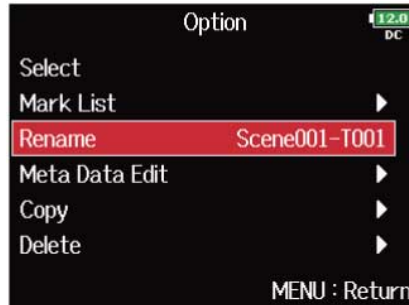 Option
12.0
DC
Select
Mark List
Rename Scene001-T001
Meta Data Edit
Copy
Delete
MENU : Return